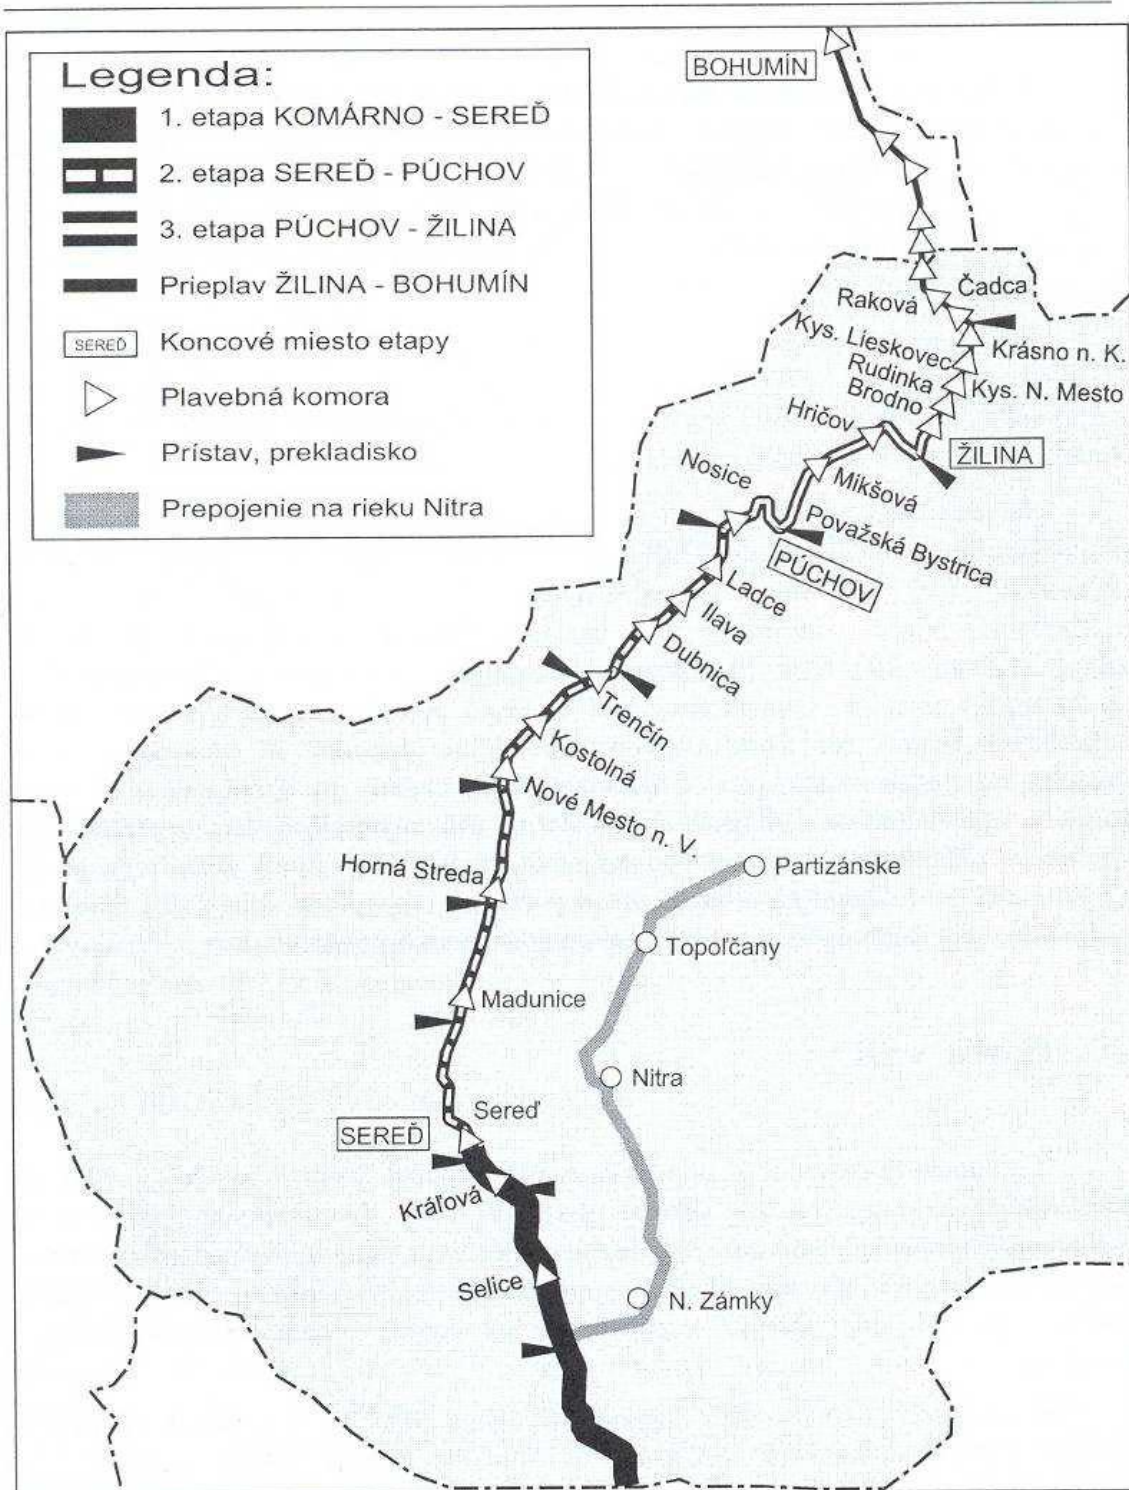 Legenda:
1. etapa KOMÁRNO - SEREĎ
2. etapa SEREĎ - PÚCHOV
3. etapa PÚCHOV - ŽILINA
Prieplav ŽILINA - BOHUMÍN
SEREĎ Koncové miesto etapy
Plavebná komora
Prístav, prekladisko
Prepojenie na rieku Nitra
BOHUMÍN
Čadca
Raková
Kys. Lieskovec
Krásno n. K.
Rudinka
Kys. N. Mesto
Brodno
Hričov
ŽILINA
Mikšová
Nosice
Považská Bystrica
PÚCHOV
Ladce
Ilava
Dubnica
Trenčín
Kostolná
Nové Mesto n. V.
Horná Streda
Partizánske
Topoľčany
Madunice
Nitra
Sereď
SEREĎ
Kráľová
Selice
N. Zámky